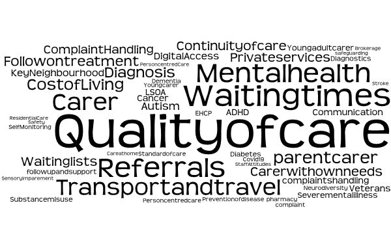 ComplaintHandling Continuityofcare Youngadultcarer Brokerage
Followontreatment DigitalAccess Privateservices Safeguarding
PersoncentredCare Diagnostics
KeyNeighbourhood Diagnosis Mentalhealth
CostofLiving Dementia Youngcarer Stroke
LSOA Cancer Waitingtimes
Carer Autism EHCP ADHD Communication
ResidentialCare Safety
SelfMonitoring Qualityofcare
Careathome Standardofcare
Waitinglists Referrals Diabetes Covid19 parentcarer
followupandsupport Staffattitudes Carerwithownneeds
Sensoryimpairement Transportandtravel complaintshandling
Neurodiversity Veterans
Substancemisuse Personcentredcare Preventionofdisease pharmacy Severementalillness
complaint